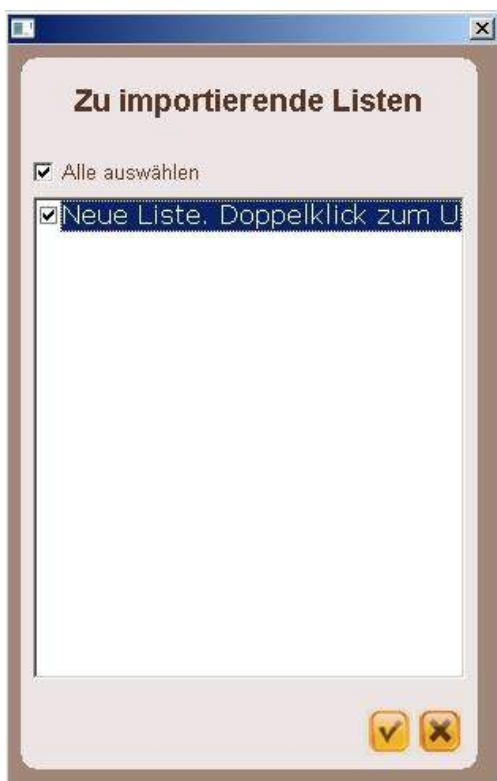 Zu importierende Listen
Alle auswählen
Neue Liste. Doppelklick zum U